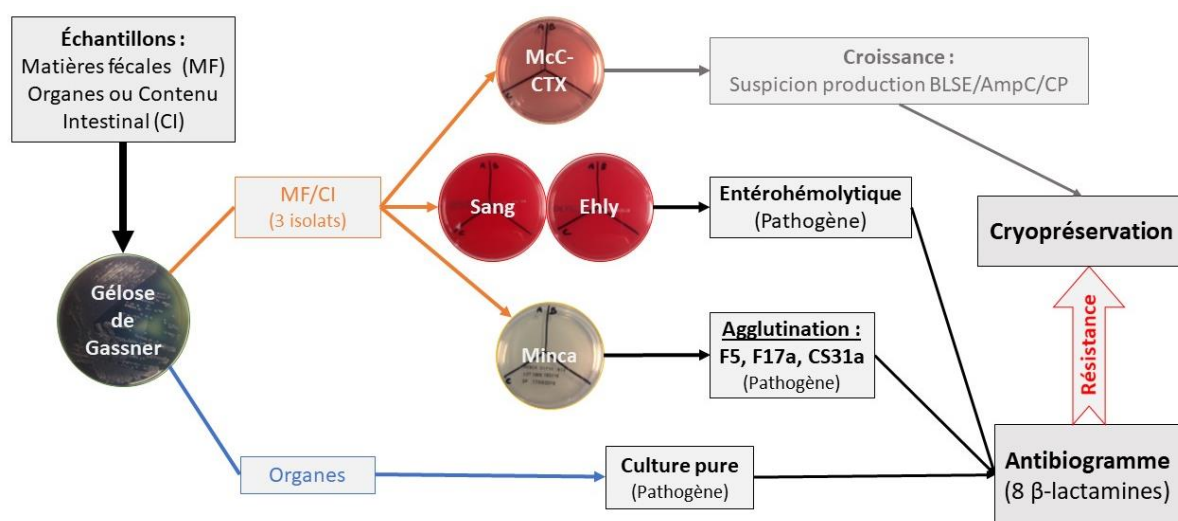 Échantillons :
Matières fécales (MF)
Organes ou Contenu
Intestinal (CI)
Gélose
de
Gassner
MF/CI
(3 isolats)
Organes
McC-
CTX
Sang
Ehly
Minca
Croissance :
Suspicion production BLSE/AmpC/CP
Entérohémolytique
(Pathogène)
Agglutination :
F5, F17a, CS31a
(Pathogène)
Culture pure
(Pathogène)
Cryopréservation
Résistance
Antibiogramme
(8 β-lactamines)